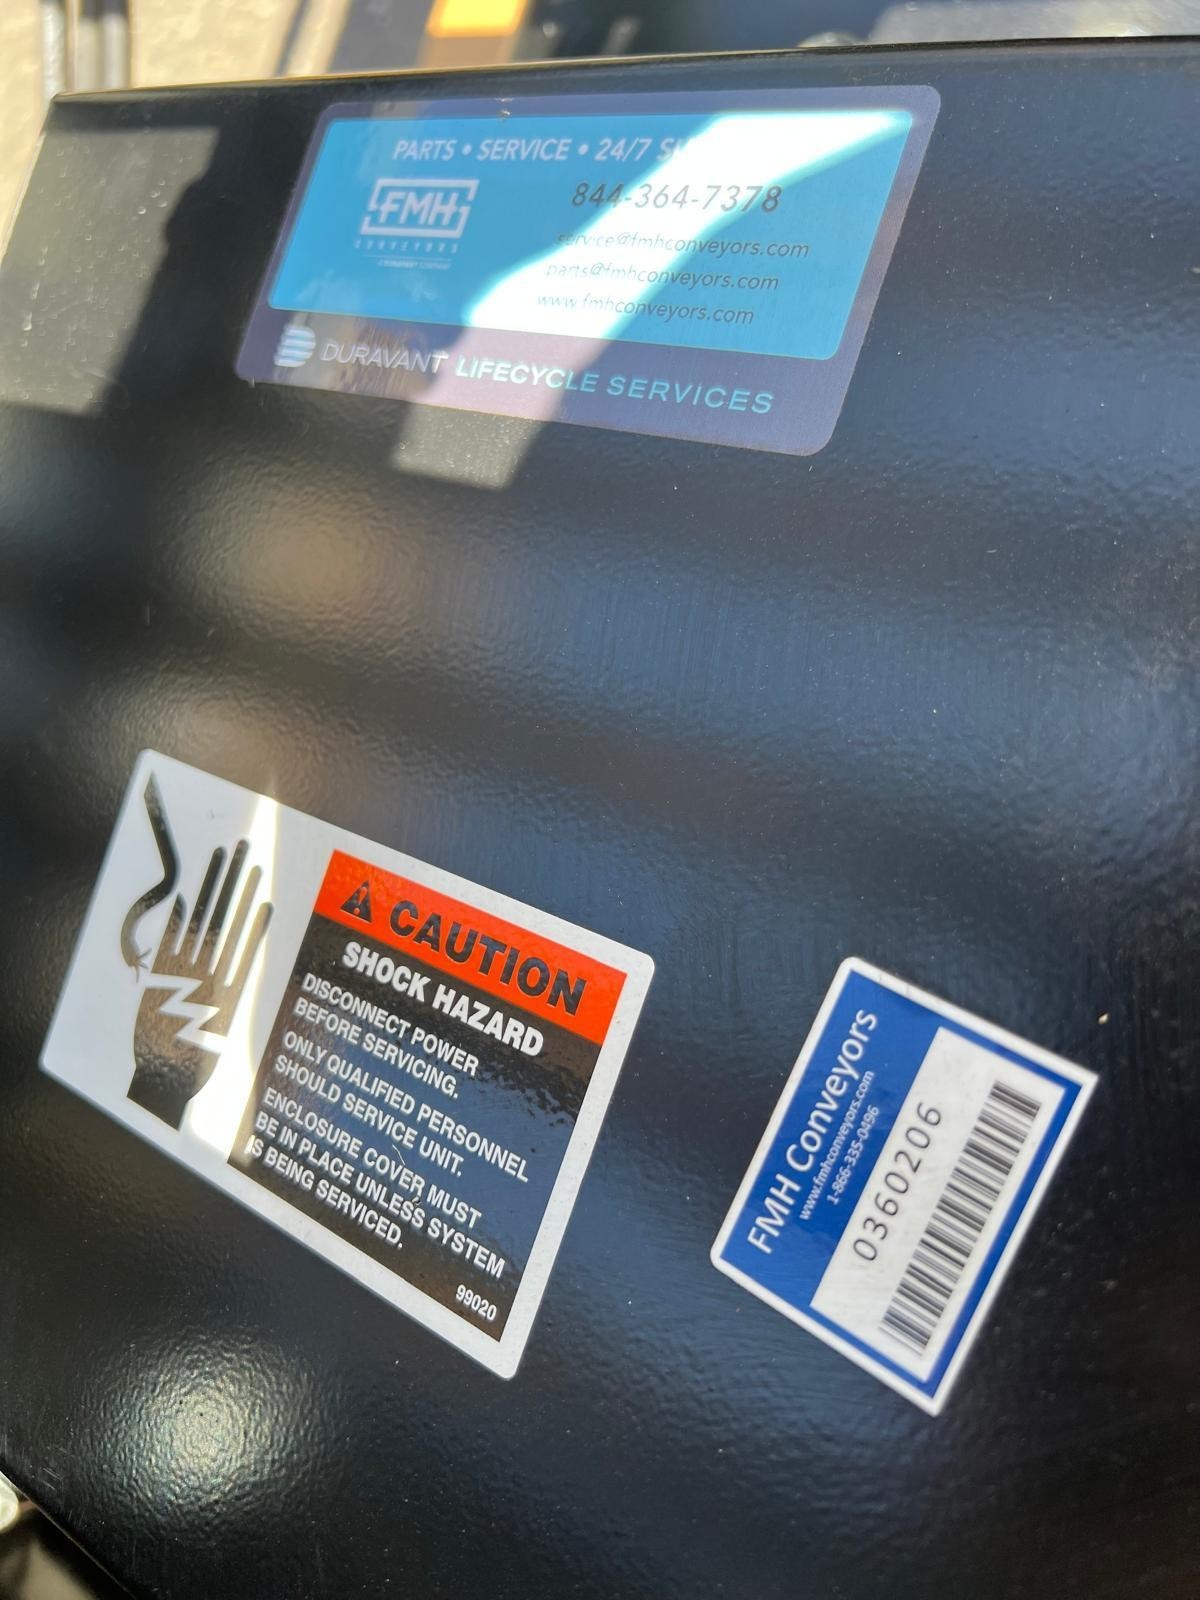 PARTS • SERVICE • 24/7
FMH
CONVEYORS
A DURAVANT COMPANY
844-364-7378
service@fmhconveyors.com
parts@fmhconveyors.com
www.fmhconveyors.com
DURAVANT LIFECYCLE SERVICES
CAUTION
SHOCK HAZARD
DISCONNECT POWER
BEFORE SERVICING.
ONLY QUALIFIED PERSONNEL
SHOULD SERVICE UNIT.
ENCLOSURE COVER MUST
BE IN PLACE UNLESS SYSTEM
IS BEING SERVICED.
99020
FMH Conveyors
www.fmhconveyors.com
1-866-335-0496
0360206